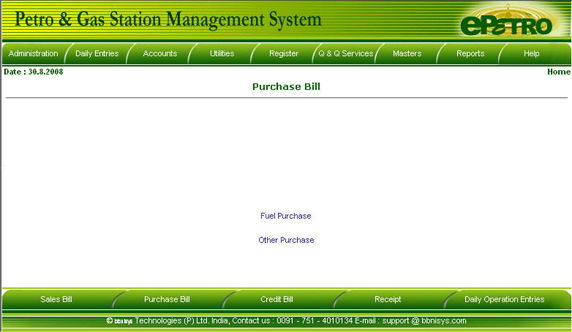 Petro & Gas Station Management System
ePetro
Administration Daily Entries Accounts Utilities Register Q & Q Services Masters Reports Help
Date : 30.8.2008 Home
Purchase Bill
Fuel Purchase
Other Purchase
Sales Bill Purchase Bill Credit Bill Receipt Daily Operation Entries
© bbnisys Technologies (P) Ltd. India, Contact us : 0091 - 751 - 4010134 E-mail : support @ bbnisys.com